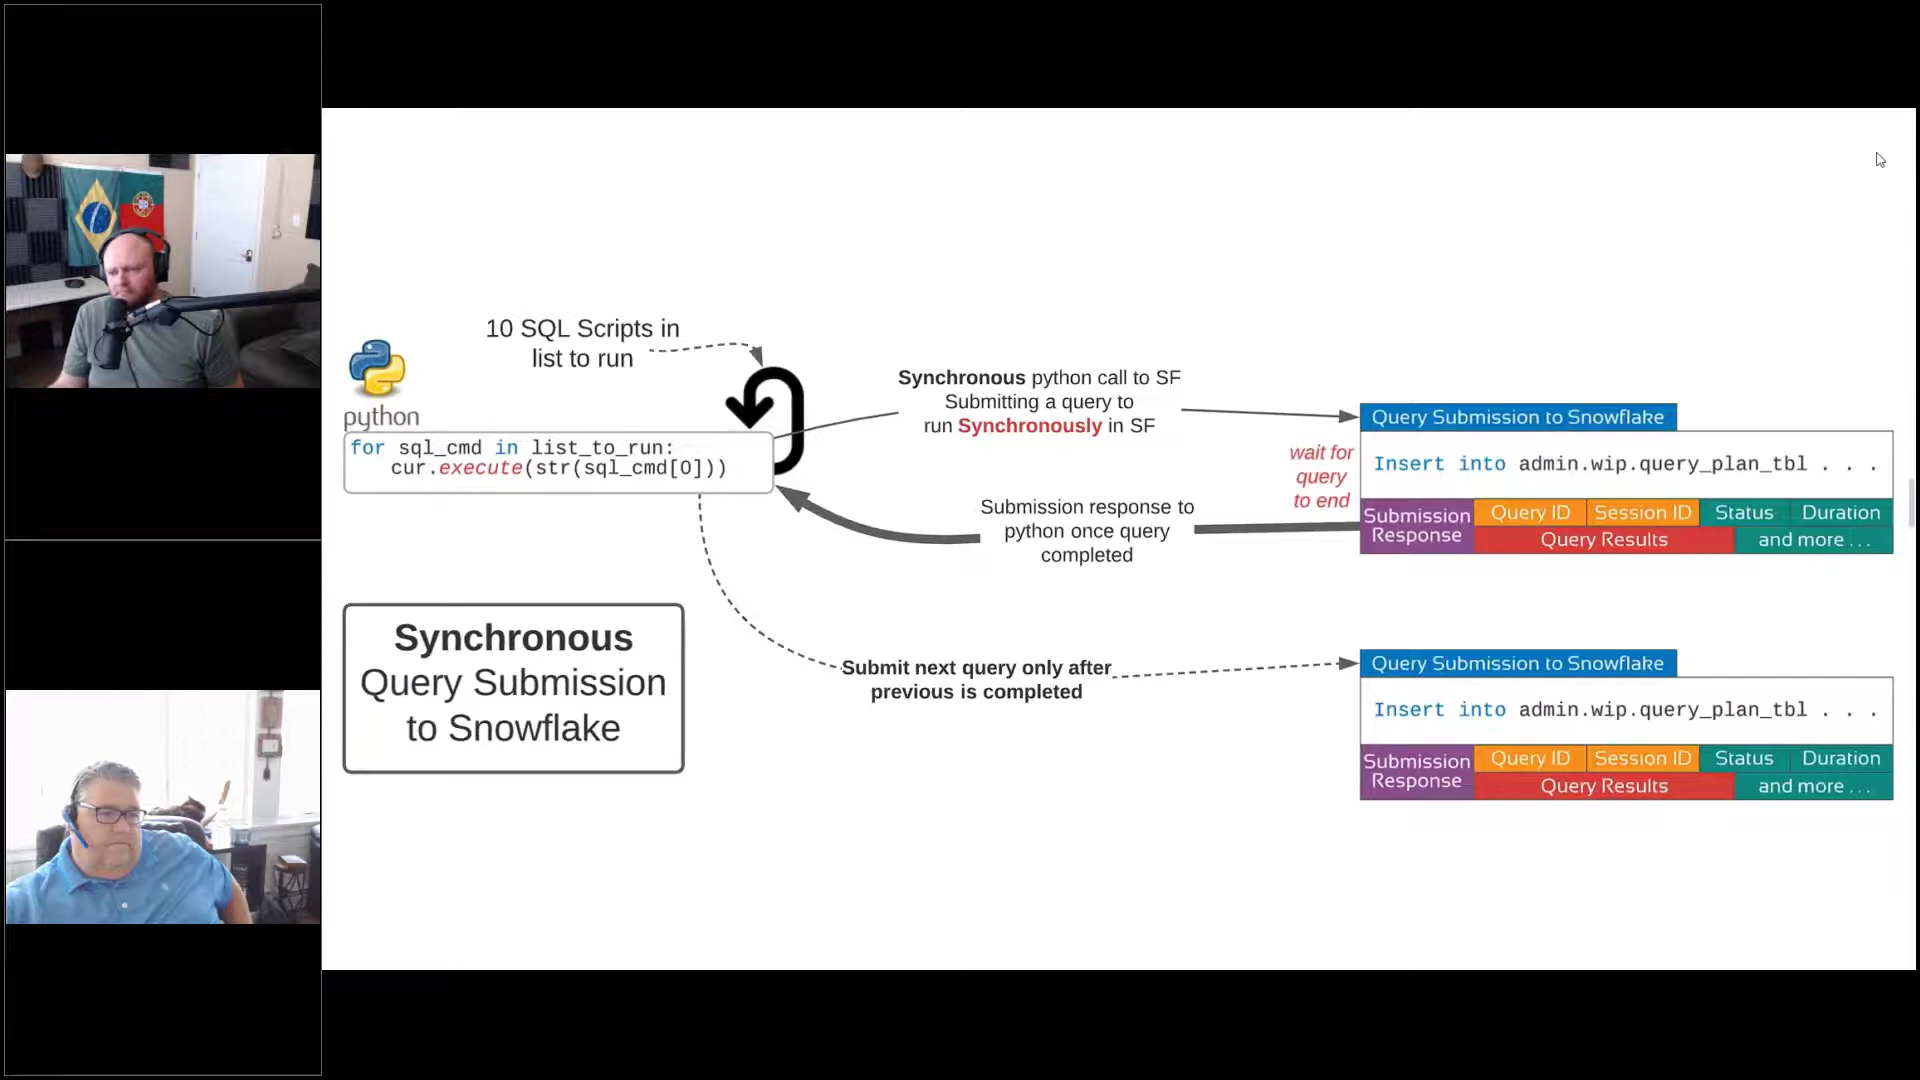 10 SQL Scripts in
list to run
python
for sql_cmd in list_to_run:
cur.execute(str(sql_cmd[0]))
Synchronous python call to SF
Submitting a query to
run Synchronously in SF
wait for
query
to end
Submission response to
python once query
completed
Query Submission to Snowflake
Insert into admin.wip.query_plan_tbl . . .
Submission
Response
Query ID
Session ID
Status
Duration
Query Results
and more . . .
Synchronous
Query Submission
to Snowflake
Submit next query only after
previous is completed
Query Submission to Snowflake
Insert into admin.wip.query_plan_tbl . . .
Submission
Response
Query ID
Session ID
Status
Duration
Query Results
and more . . .